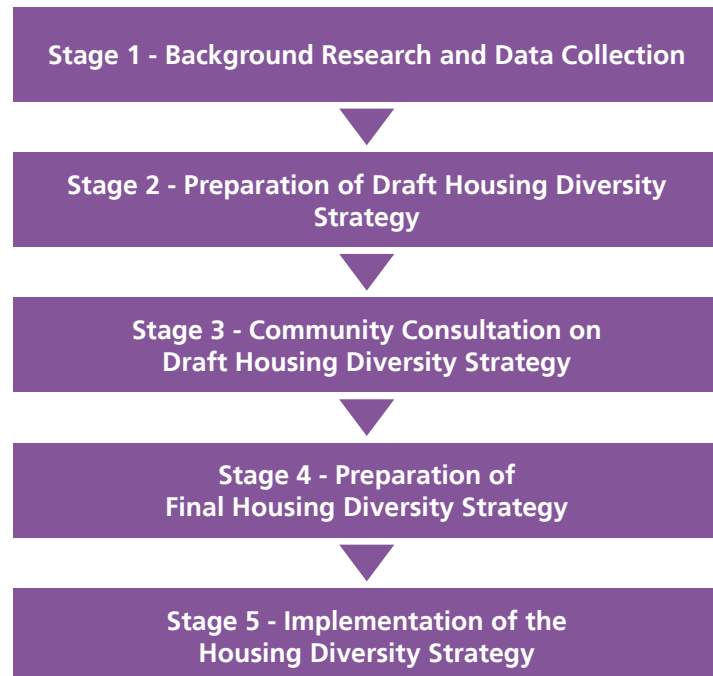 Stage 1 - Background Research and Data Collection
Stage 2 - Preparation of Draft Housing Diversity
Strategy
Stage 3 - Community Consultation on
Draft Housing Diversity Strategy
Stage 4 - Preparation of
Final Housing Diversity Strategy
Stage 5 - Implementation of the
Housing Diversity Strategy